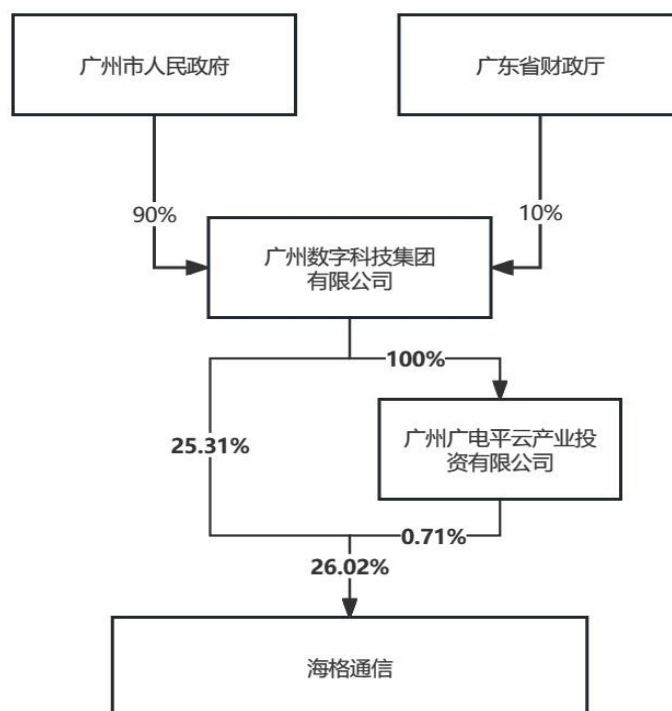 广州市人民政府
广东省财政厅
90%
10%
广州数字科技集团
有限公司
100%
25.31%
广州广电平云产业投
资有限公司
0.71%
26.02%
海格通信